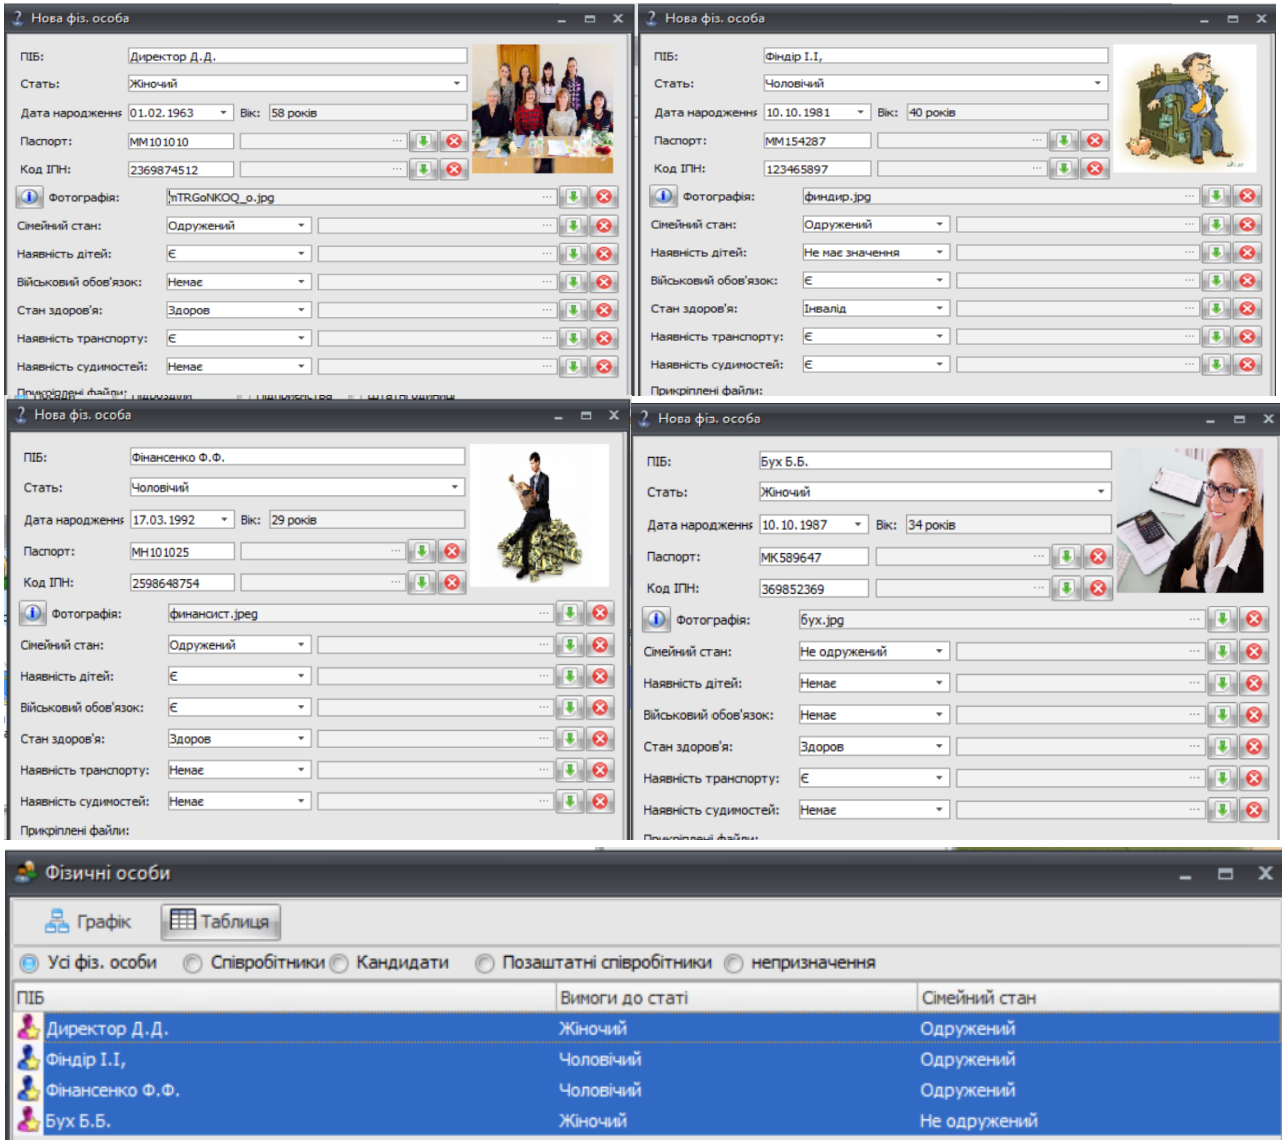 Нова фіз. особа
ПІБ: Директор Д.Д.
Стать: Жіночий
Дата народження 01.02.1963 Вік: 58 років
Паспорт: ММ101010
Код ІПН: 2369874512
Фотографія: nTRGoNKOQ_o.jpg
Сімейний стан: Одружений
Наявність дітей: Є
Військовий обов'язок: Немає
Стан здоров'я: Здоров
Наявність транспорту: Є
Наявність судимостей: Немає
Прикріплені файли:
Нова фіз. особа
ПІБ: Фіндір І.І,
Стать: Чоловічий
Дата народження 10.10.1981 Вік: 40 років
Паспорт: ММ154287
Код ІПН: 123465897
Фотографія: финдир.jpg
Сімейний стан: Одружений
Наявність дітей: Не має значення
Військовий обов'язок: Є
Стан здоров'я: Інвалід
Наявність транспорту: Є
Наявність судимостей: Є
Прикріплені файли:
Нова фіз. особа
ПІБ: Фінансенко Ф.Ф.
Стать: Чоловічий
Дата народження 17.03.1992 Вік: 29 років
Паспорт: МН101025
Код ІПН: 2598648754
Фотографія: финансист.jpeg
Сімейний стан: Одружений
Наявність дітей: Є
Військовий обов'язок: Є
Стан здоров'я: Здоров
Наявність транспорту: Немає
Наявність судимостей: Немає
Прикріплені файли:
Нова фіз. особа
ПІБ: Бух Б.Б.
Стать: Жіночий
Дата народження 10.10.1987 Вік: 34 років
Паспорт: МК589647
Код ІПН: 369852369
Фотографія: бух.jpg
Сімейний стан: Не одружений
Наявність дітей: Немає
Військовий обов'язок: Немає
Стан здоров'я: Здоров
Наявність транспорту: Є
Наявність судимостей: Немає
Прикріплені файли:
Фізичні особи
Графік Таблиця
Усі фіз. особи Співробітники Кандидати Позаштатні співробітники непризначення
ПІБ Вимоги до статі Сімейний стан
Директор Д.Д. Жіночий Одружений
Фіндір І.І, Чоловічий Одружений
Фінансенко Ф.Ф. Чоловічий Одружений
Бух Б.Б. Жіночий Не одружений